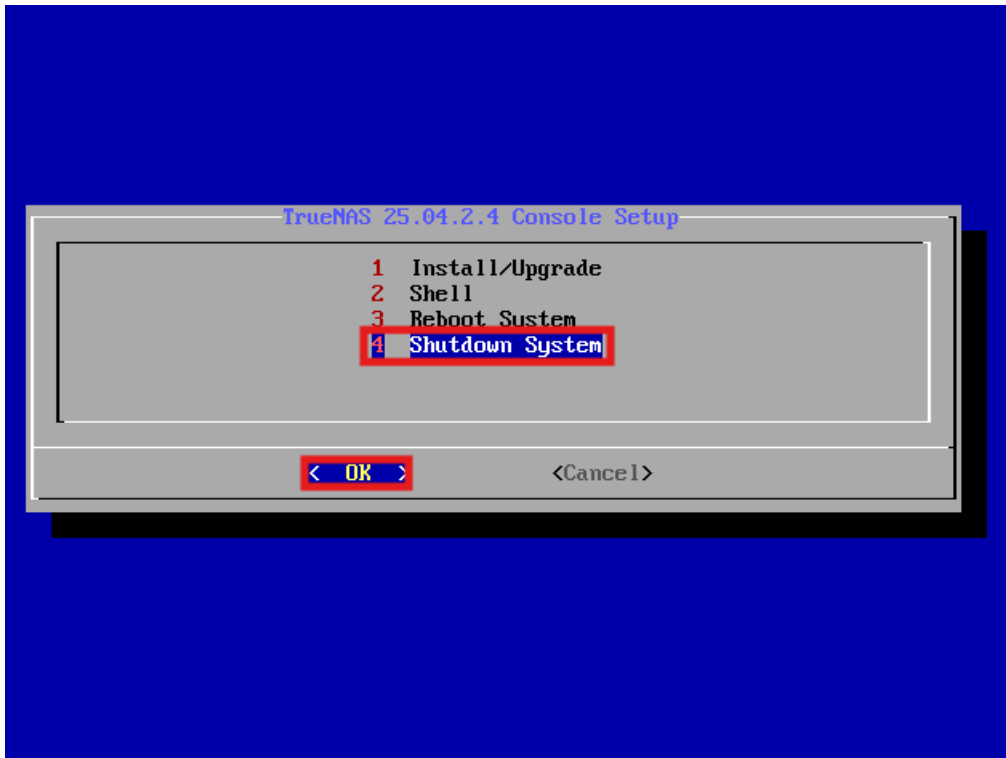 TrueNAS 25.04.2.4 Console Setup
1 Install/Upgrade
2 Shell
3 Reboot System
4 Shutdown System
< OK > <Cancel>